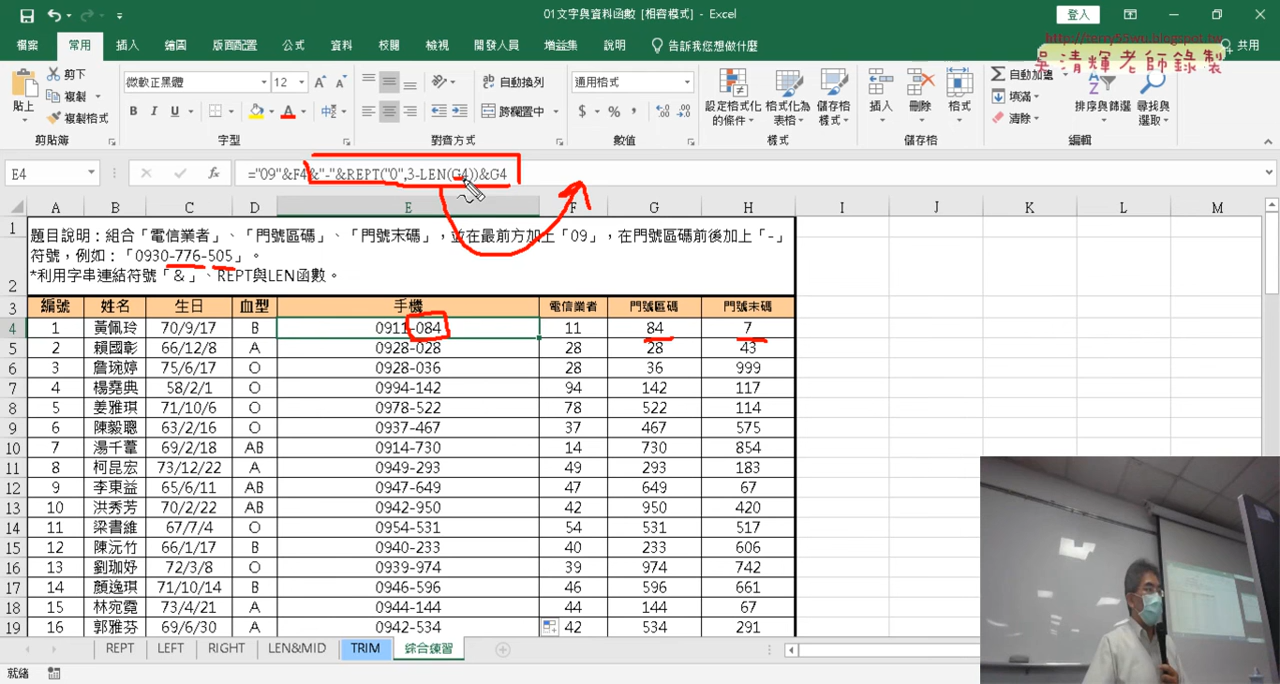 01文字與資料函數 [相容模式] - Excel
登入
http://terry55wu.blogspot.tw
吳清輝老師錄製
檔案 常用 插入 繪圖 版面配置 公式 資料 校閱 檢視 開發人員 增益集 說明 告訴我您想做什麼 共用
貼上 剪下 複製 複製格式 剪貼簿
微軟正黑體 12 B I U 字型
自動換列 跨欄置中 對齊方式
通用格式 $ % 數值
設定格式化的條件 格式化為表格 儲存格樣式 樣式
插入 刪除 格式 儲存格
自動加總 填滿 清除 排序與篩選 尋找與選取 編輯
E4 fx ="09"&F4&"-"&REPT("0",3-LEN(G4))&G4
A B C D E F G H I J K L M
1 題目說明：組合「電信業者」、「門號區碼」、「門號末碼」，並在最前方加上「09」，在門號區碼前後加上「-」
符號，例如：「0930-776-505」。
2 *利用字串連結符號「＆」、REPT與LEN函數。
3 編號 姓名 生日 血型 手機 電信業者 門號區碼 門號末碼
4 1 黃佩玲 70/9/17 B 0911-084 11 84 7
5 2 賴國彰 66/12/8 A 0928-028 28 28 43
6 3 詹琬婷 75/6/17 O 0928-036 28 36 999
7 4 楊堯典 58/2/1 O 0994-142 94 142 117
8 5 姜雅琪 71/10/6 O 0978-522 78 522 114
9 6 陳毅聰 63/2/16 O 0937-467 37 467 575
10 7 湯千葦 69/2/18 AB 0914-730 14 730 854
11 8 柯昆宏 73/12/22 A 0949-293 49 293 183
12 9 李東益 65/6/11 AB 0947-649 47 649 67
13 10 洪秀芳 70/2/22 AB 0942-950 42 950 420
14 11 梁書維 67/7/4 O 0954-531 54 531 517
15 12 陳沅竹 66/1/17 B 0940-233 40 233 606
16 13 劉珈妤 72/3/8 O 0939-974 39 974 742
17 14 顏逸琪 71/10/14 B 0946-596 46 596 661
18 15 林宛霓 73/4/21 A 0944-144 44 144 67
19 16 郭雅芬 69/6/30 A 0942-534 42 534 291
REPT LEFT RIGHT LEN&MID TRIM 綜合練習
就緒